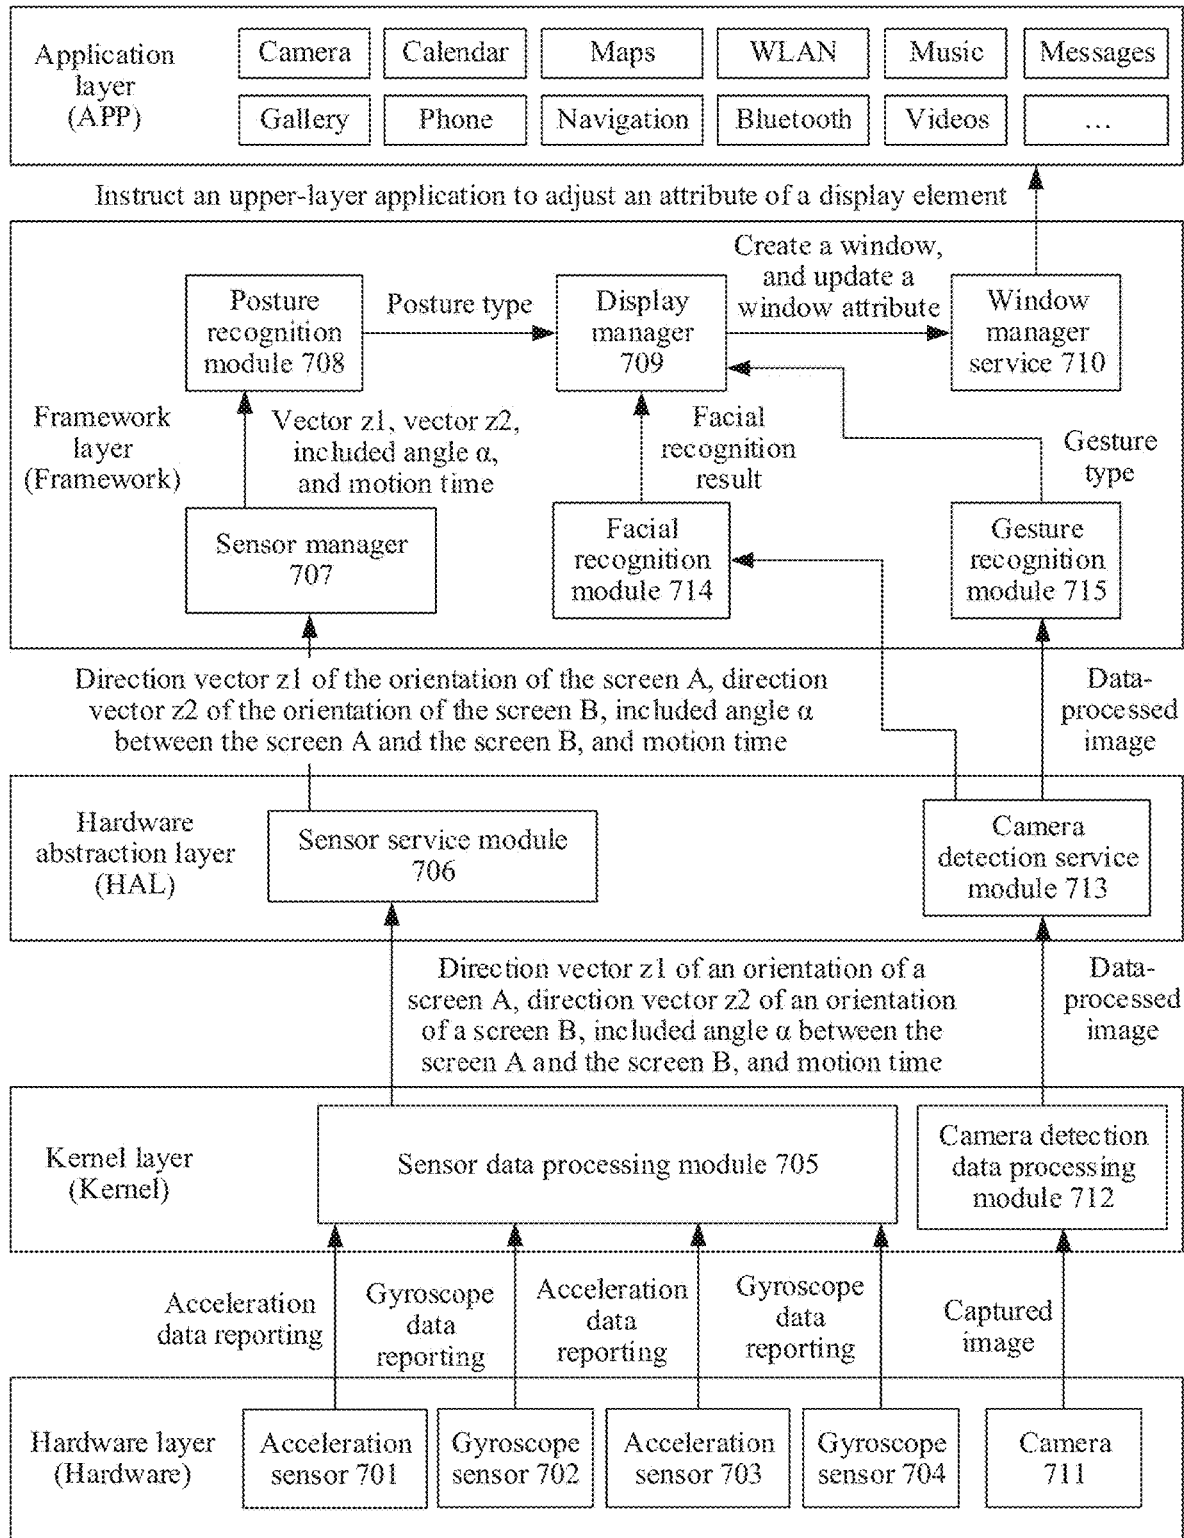 Application
layer
(APP)
Camera
Calendar
Maps
WLAN
Music
Messages
Gallery
Phone
Navigation
Bluetooth
Videos
...
Instruct an upper-layer application to adjust an attribute of a display element
Posture
recognition
module 708
Posture type
Display
manager
709
Create a window,
and update a
window attribute
Window
manager
service 710
Framework
layer
(Framework)
Vector z1, vector z2,
included angle α,
and motion time
Facial
recognition
result
Gesture
type
Sensor manager
707
Facial
recognition
module 714
Gesture
recognition
module 715
Direction vector z1 of the orientation of the screen A, direction
vector z2 of the orientation of the screen B, included angle α
between the screen A and the screen B, and motion time
Data-
processed
image
Hardware
abstraction layer
(HAL)
Sensor service module
706
Camera
detection service
module 713
Direction vector z1 of an orientation of a
screen A, direction vector z2 of an orientation
of a screen B, included angle α between the
screen A and the screen B, and motion time
Data-
processed
image
Kernel layer
(Kernel)
Sensor data processing module 705
Camera detection
data processing
module 712
Acceleration
data reporting
Gyroscope
data
reporting
Acceleration
data
reporting
Gyroscope
data
reporting
Captured
image
Hardware layer
(Hardware)
Acceleration
sensor 701
Gyroscope
sensor 702
Acceleration
sensor 703
Gyroscope
sensor 704
Camera
711